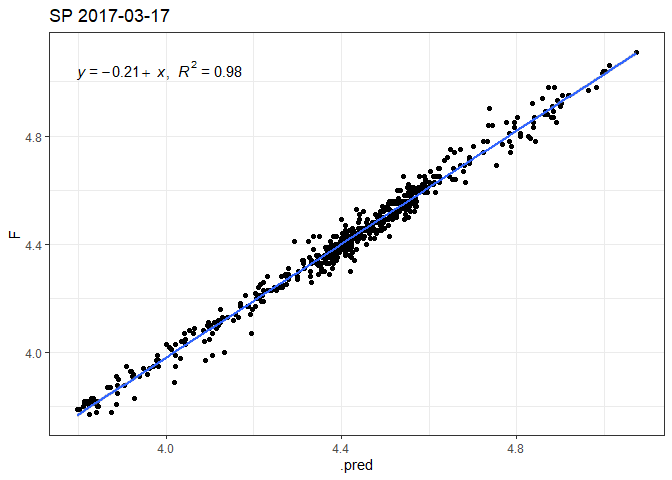 SP 2017-03-17
y = −0.21 + x, R² = 0.98
4.8
4.4
4.0
F
4.0 4.4 4.8
.pred